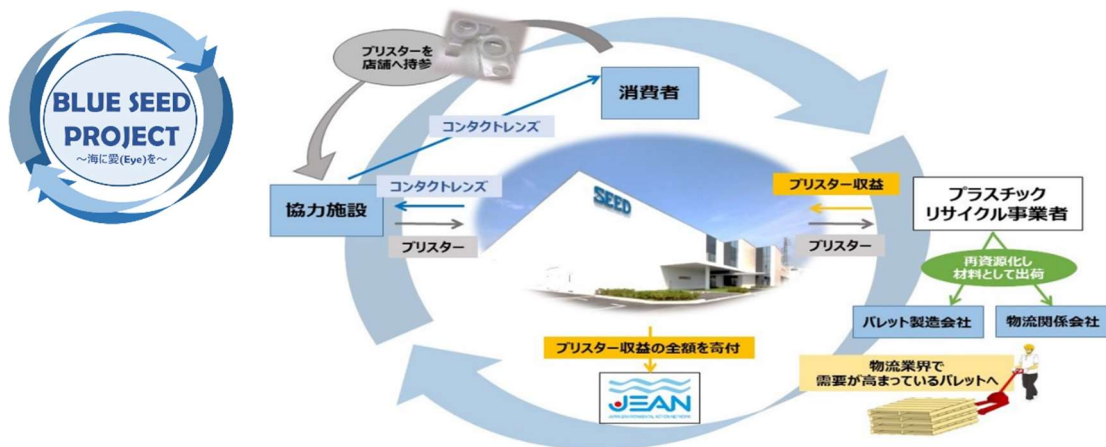 BLUE SEED
PROJECT
～海に愛(Eye)を～
ブリスターを
店舗へ持参
消費者
コンタクトレンズ
協力施設
コンタクトレンズ
ブリスター
SEED
ブリスター収益
ブリスター
プラスチック
リサイクル事業者
再資源化し
材料として出荷
パレット製造会社
物流関係会社
物流業界で
需要が高まっているパレットへ
ブリスター収益の全額を寄付
JEAN
JAPAN ENVIRONMENTAL ACTION NETWORK